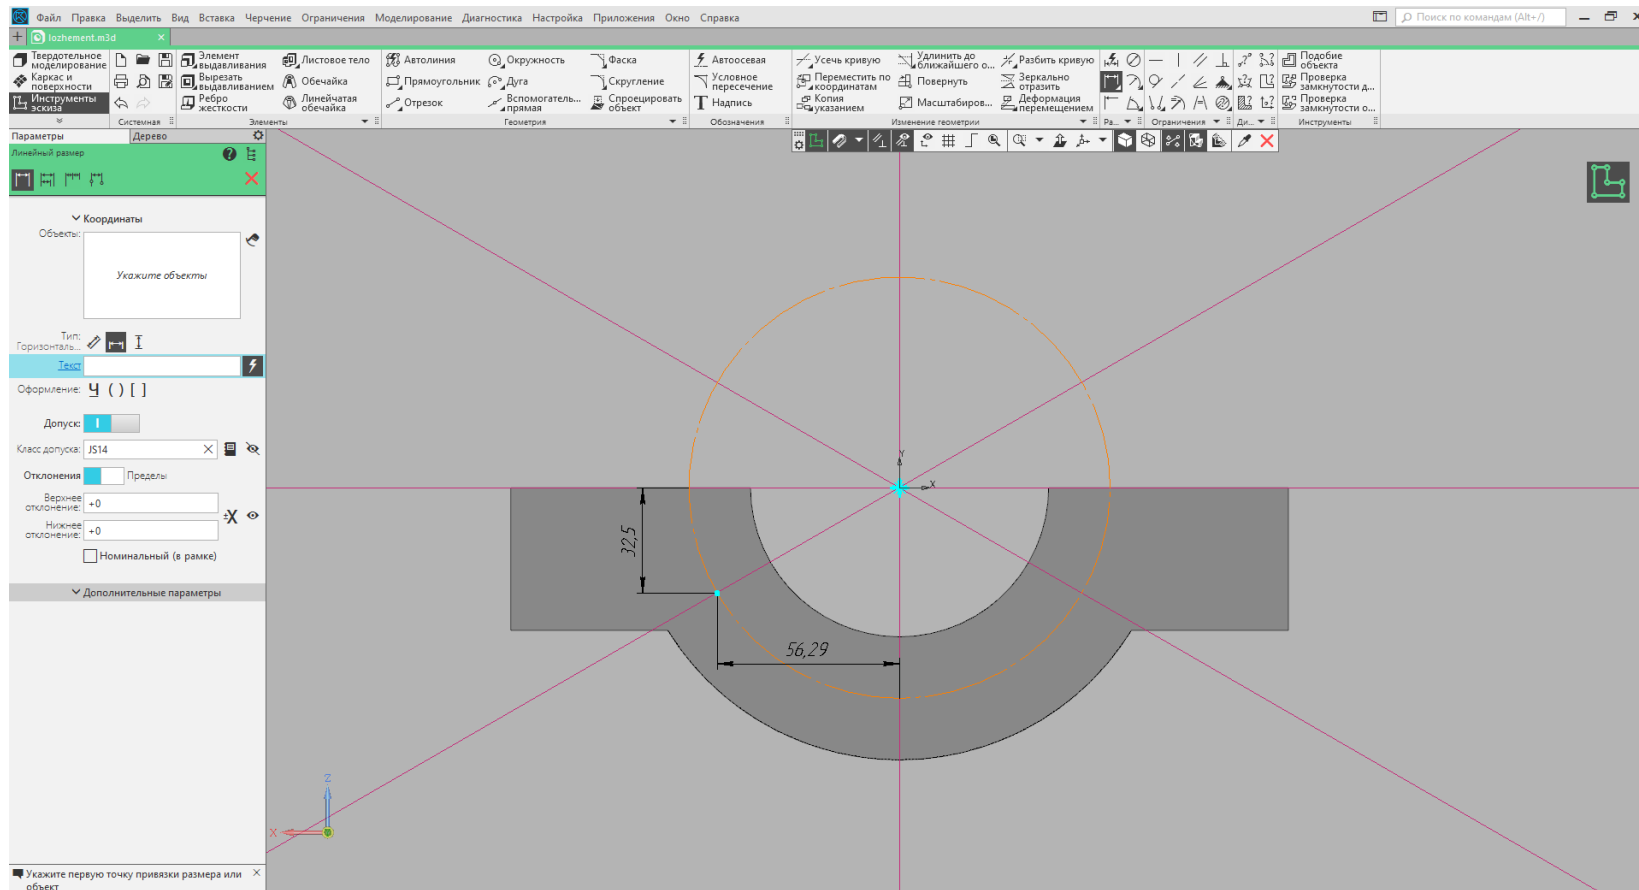 Файл Правка Выделить Вид Вставка Черчение Ограничения Моделирование Диагностика Настройка Приложения Окно Справка
Поиск по командам (Alt+/)
lozhement.m3d
Твердотельное моделирование
Каркас и поверхности
Инструменты эскиза
Системная
Элемент выдавливания
Вырезать выдавливанием
Ребро жесткости
Листовое тело
Обечайка
Линейчатая обечайка
Элементы
Автолиния
Прямоугольник
Отрезок
Окружность
Дуга
Вспомогатель... прямая
Фаска
Скругление
Спроецировать объект
Геометрия
Автоосевая
Условное пересечение
Надпись
Обозначения
Усечь кривую
Переместить по координатам
Копия указанием
Удлинить до ближайшего о...
Повернуть
Масштабиров...
Разбить кривую
Зеркально отразить
Деформация перемещением
Изменение геометрии
Ра...
Ограничения
Ди...
Подобие объекта
Проверка замкнутости д...
Проверка замкнутости о...
Инструменты
Параметры
Дерево
Линейный размер
Координаты
Объекты:
Укажите объекты
Тип:
Горизонталь...
Текст
Оформление: Ч ( ) [ ]
Допуск:
Класс допуска: JS14
Отклонения Пределы
Верхнее отклонение: +0
Нижнее отклонение: +0
±X
Номинальный (в рамке)
Дополнительные параметры
Укажите первую точку привязки размера или объект
Y
X
32,5
56,29
Z
X